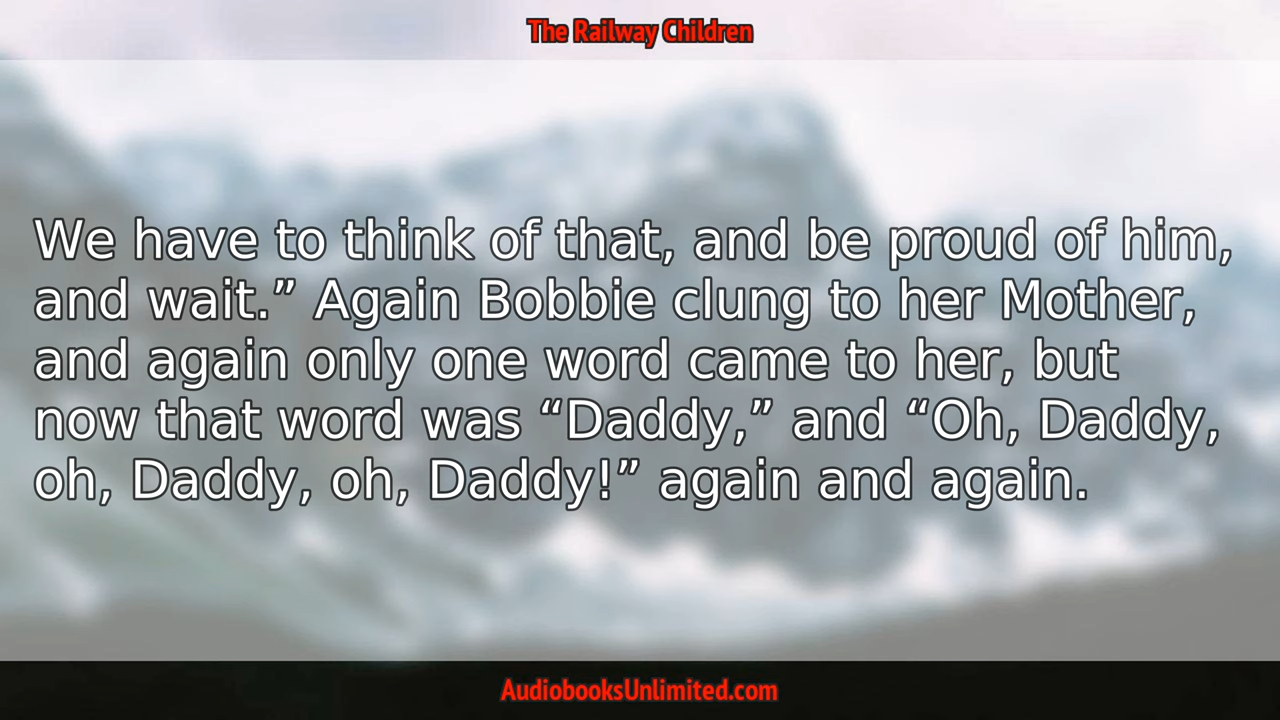 The Railway Children
We have to think of that, and be proud of him,
and wait.” Again Bobbie clung to her Mother,
and again only one word came to her, but
now that word was “Daddy,” and “Oh, Daddy,
oh, Daddy, oh, Daddy!” again and again.
AudiobooksUnlimited.com